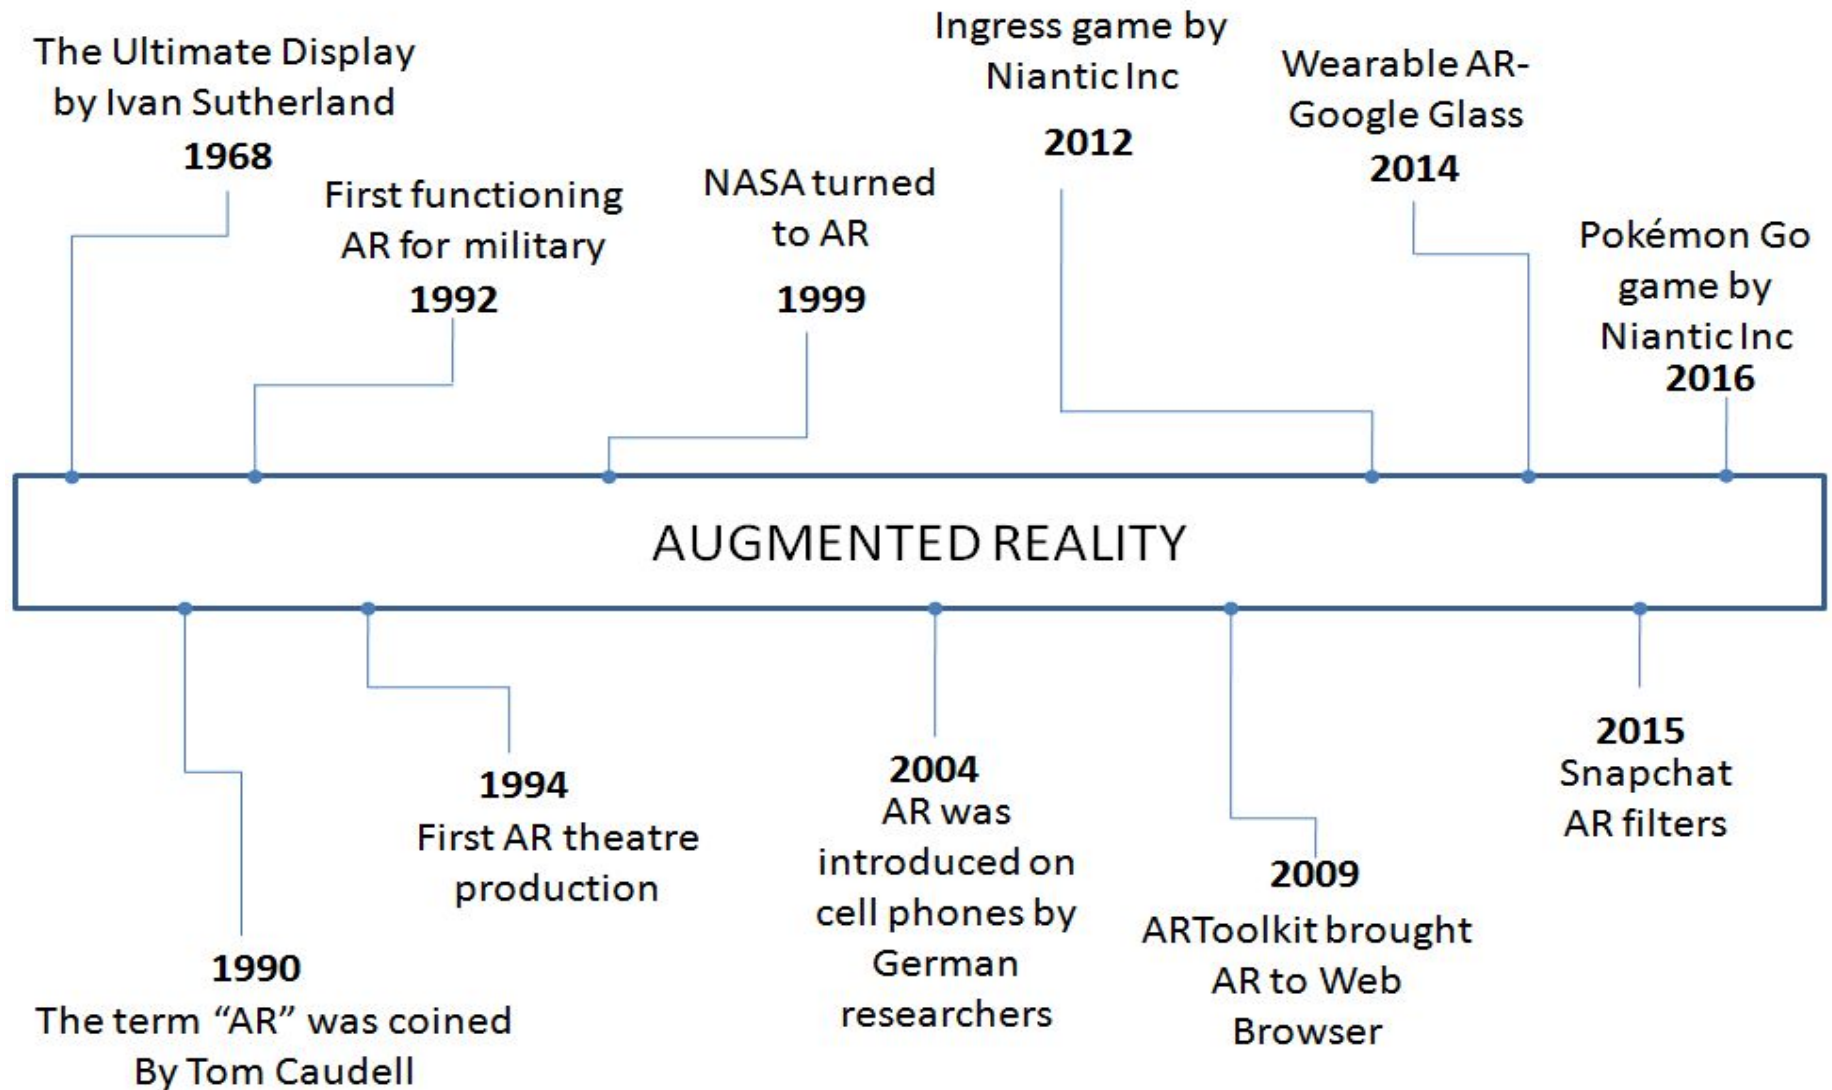 The Ultimate Display
by Ivan Sutherland
1968
First functioning
AR for military
1992
NASA turned
to AR
1999
Ingress game by
Niantic Inc
2012
Wearable AR-
Google Glass
2014
Pokémon Go
game by
Niantic Inc
2016
AUGMENTED REALITY
1990
The term “AR” was coined
By Tom Caudell
1994
First AR theatre
production
2004
AR was
introduced on
cell phones by
German
researchers
2009
ARToolkit brought
AR to Web
Browser
2015
Snapchat
AR filters